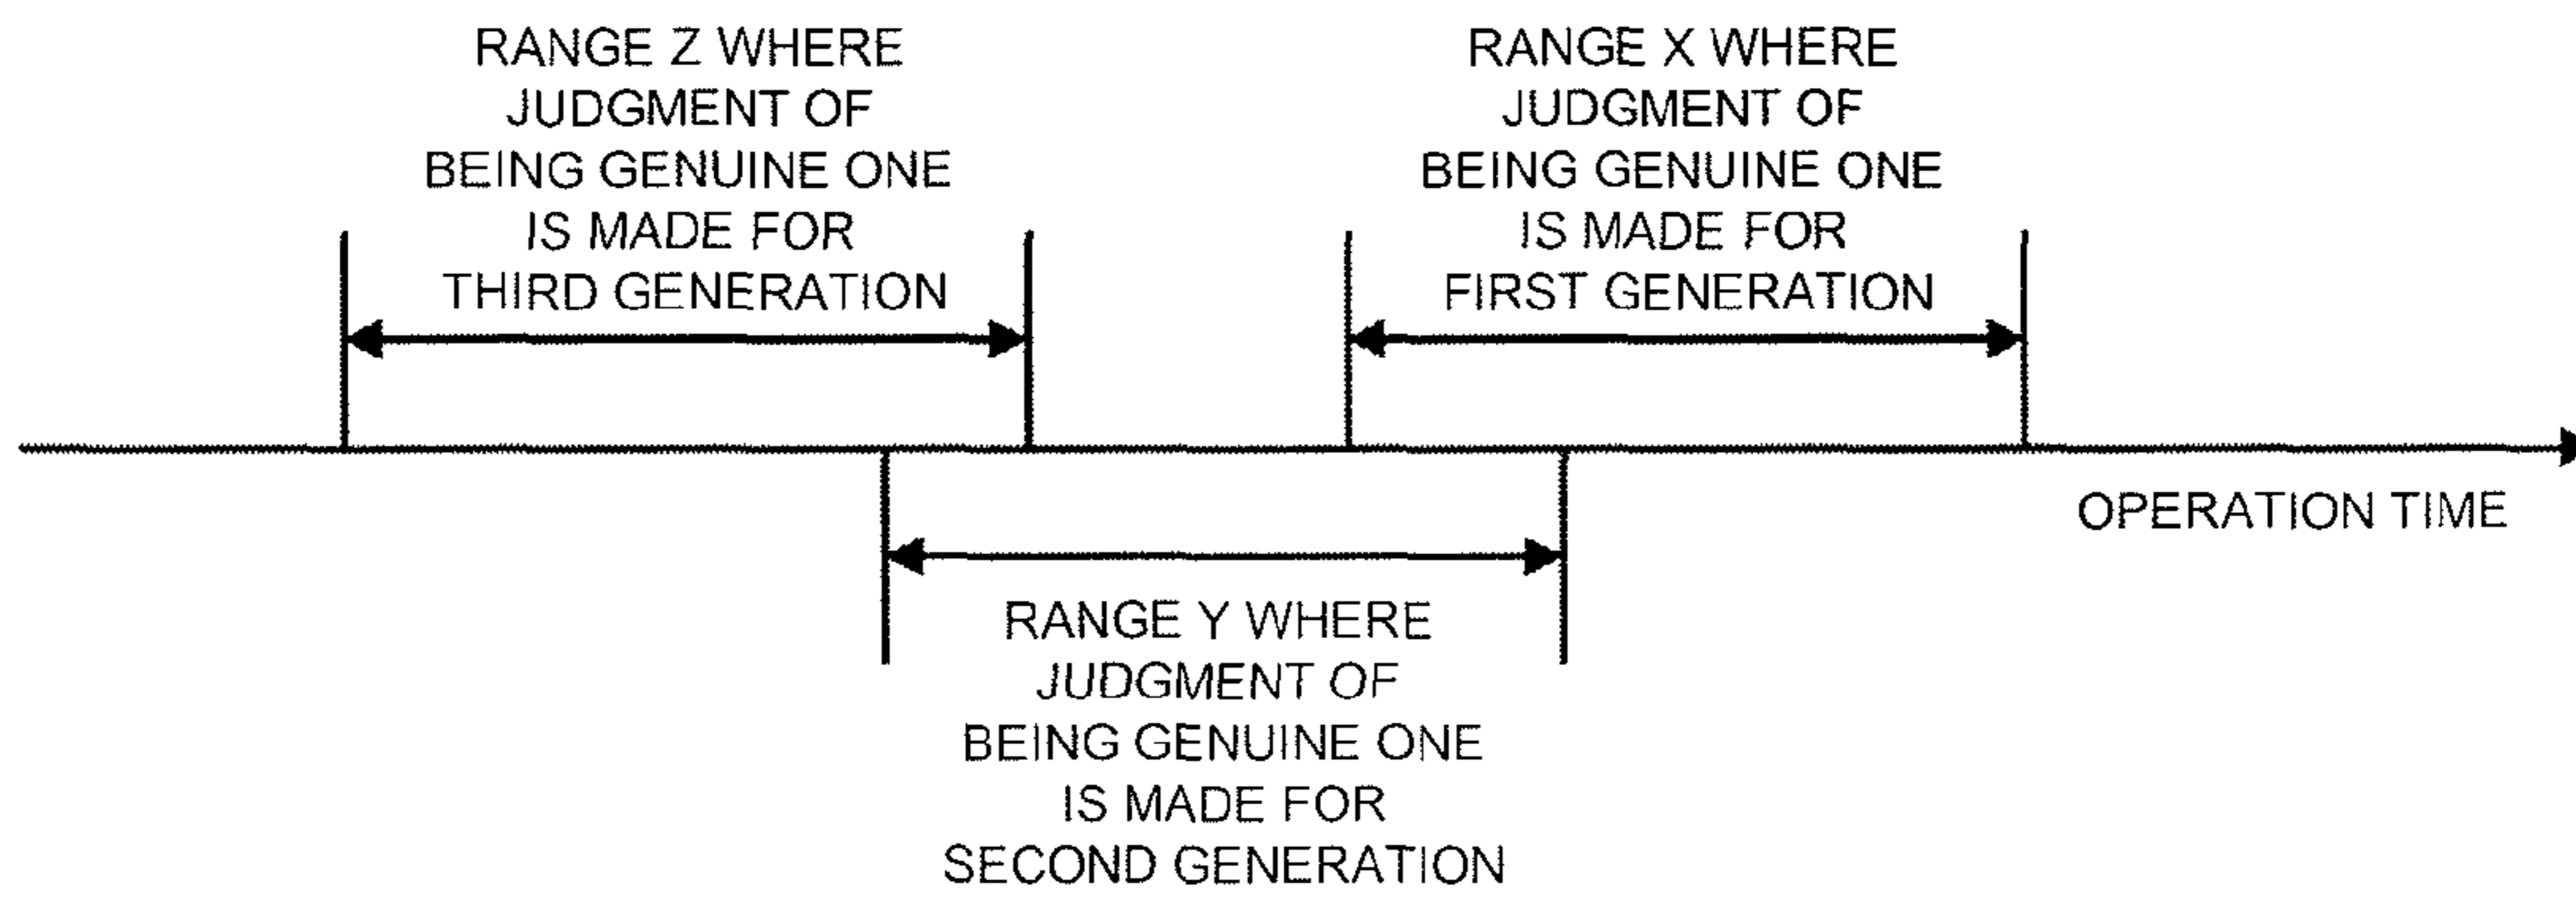 RANGE Z WHERE
JUDGMENT OF
BEING GENUINE ONE
IS MADE FOR
THIRD GENERATION
RANGE X WHERE
JUDGMENT OF
BEING GENUINE ONE
IS MADE FOR
FIRST GENERATION
OPERATION TIME
RANGE Y WHERE
JUDGMENT OF
BEING GENUINE ONE
IS MADE FOR
SECOND GENERATION